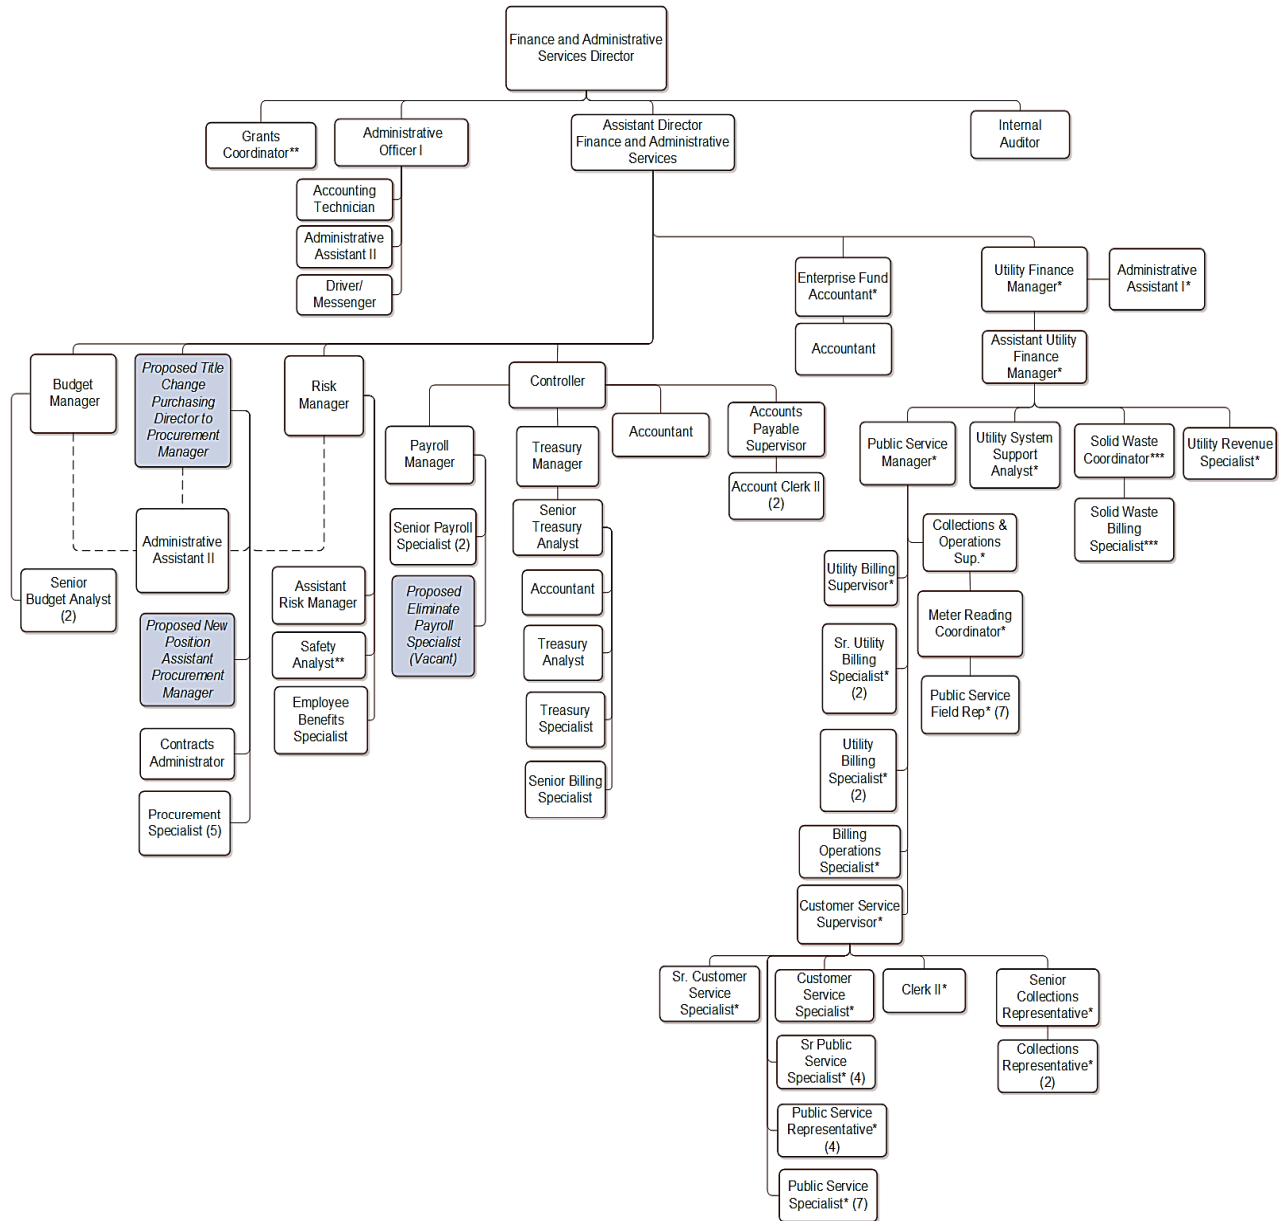 Finance and Administrative
Services Director
Grants
Coordinator**
Administrative
Officer I
Assistant Director
Finance and Administrative
Services
Internal
Auditor
Accounting
Technician
Administrative
Assistant II
Driver/
Messenger
Enterprise Fund
Accountant*
Accountant
Utility Finance
Manager*
Administrative
Assistant I*
Assistant Utility
Finance
Manager*
Budget
Manager
Proposed Title
Change
Purchasing
Director to
Procurement
Manager
Risk
Manager
Controller
Payroll
Manager
Treasury
Manager
Accountant
Accounts
Payable
Supervisor
Account Clerk II
(2)
Public Service
Manager*
Utility System
Support
Analyst*
Solid Waste
Coordinator***
Utility Revenue
Specialist*
Solid Waste
Billing
Specialist***
Administrative
Assistant II
Senior
Budget Analyst
(2)
Proposed New
Position
Assistant
Procurement
Manager
Contracts
Administrator
Procurement
Specialist (5)
Assistant
Risk Manager
Safety
Analyst**
Employee
Benefits
Specialist
Senior Payroll
Specialist (2)
Proposed
Eliminate
Payroll
Specialist
(Vacant)
Senior
Treasury
Analyst
Accountant
Treasury
Analyst
Treasury
Specialist
Senior Billing
Specialist
Collections &
Operations
Sup.*
Meter Reading
Coordinator*
Public Service
Field Rep* (7)
Utility Billing
Supervisor*
Sr. Utility
Billing
Specialist*
(2)
Utility
Billing
Specialist*
(2)
Billing
Operations
Specialist*
Customer Service
Supervisor*
Sr. Customer
Service
Specialist*
Customer
Service
Specialist*
Clerk II*
Senior
Collections
Representative*
Sr Public
Service
Specialist* (4)
Collections
Representative*
(2)
Public Service
Representative*
(4)
Public Service
Specialist* (7)